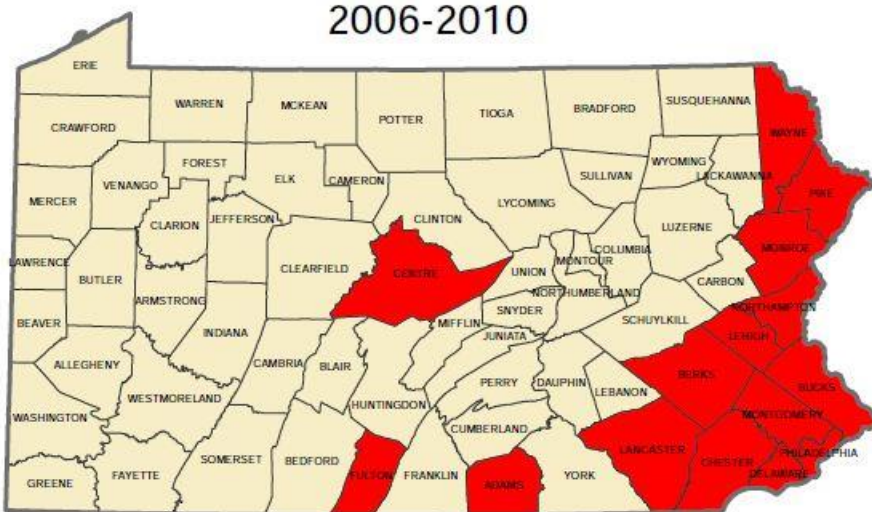 2006-2010
ERIE
WARREN
MCKEAN
POTTER
TIOGA
BRADFORD
SUSQUEHANNA
WAYNE
CRAWFORD
FOREST
ELK
CAMERON
SULLIVAN
WYOMING
LACKAWANNA
PIKE
MERCER
VENANGO
CLARION
JEFFERSON
CLINTON
LYCOMING
LUZERNE
MONROE
LAWRENCE
BUTLER
CLEARFIELD
CENTRE
UNION
MONTOUR
COLUMBIA
CARBON
BEAVER
ARMSTRONG
INDIANA
MIFFLIN
SNYDER
NORTHUMBERLAND
SCHUYLKILL
NORTHAMPTON
LEHIGH
ALLEGHENY
CAMBRIA
BLAIR
JUNIATA
PERRY
DAUPHIN
LEBANON
BERKS
BUCKS
WASHINGTON
WESTMORELAND
HUNTINGDON
CUMBERLAND
LANCASTER
MONTGOMERY
GREENE
FAYETTE
SOMERSET
BEDFORD
FULTON
FRANKLIN
ADAMS
YORK
CHESTER
DELAWARE
PHILADELPHIA